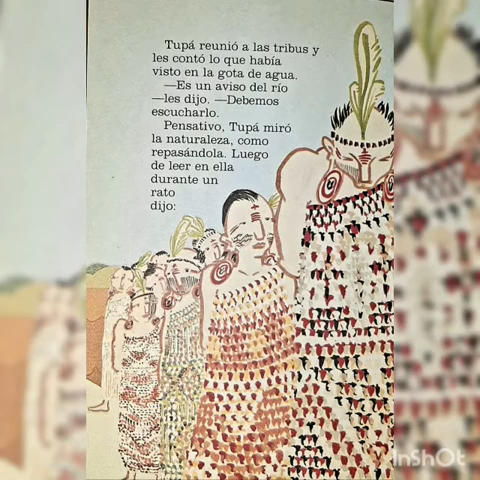 Tupá reunió a las tribus y
les contó lo que había
visto en la gota de agua.
—Es un aviso del río
—les dijo. —Debemos
escucharlo.
Pensativo, Tupá miró
la naturaleza, como
repasándola. Luego
de leer en ella
durante un
rato
dijo:
InShOt